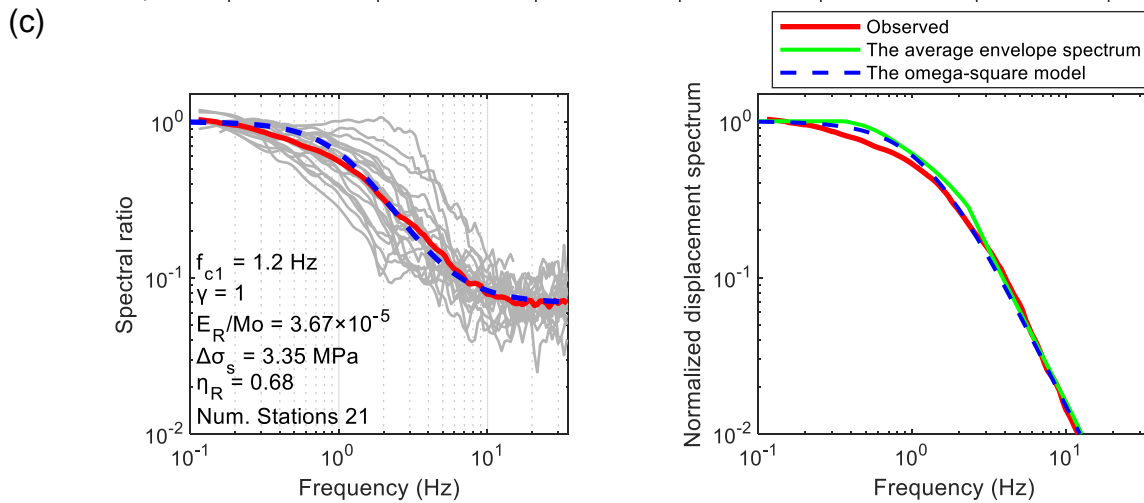 (c)
Observed
The average envelope spectrum
The omega-square model
Spectral ratio
10^0
10^-1
10^-2
f_c1 = 1.2 Hz
γ = 1
E_R/Mo = 3.67×10^-5
Δσ_s = 3.35 MPa
η_R = 0.68
Num. Stations 21
10^-1
10^0
10^1
Frequency (Hz)
Normalized displacement spectrum
10^0
10^-1
10^-2
10^-1
10^0
10^1
Frequency (Hz)